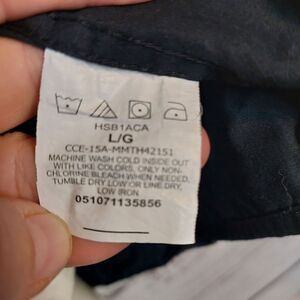 HSB1ACA
L/G
CCE-15A-MMTH42151
MACHINE WASH COLD INSIDE OUT
WITH LIKE COLORS, ONLY NON-
CHLORINE BLEACH WHEN NEEDED,
TUMBLE DRY LOW OR LINE DRY,
LOW IRON
051071135856